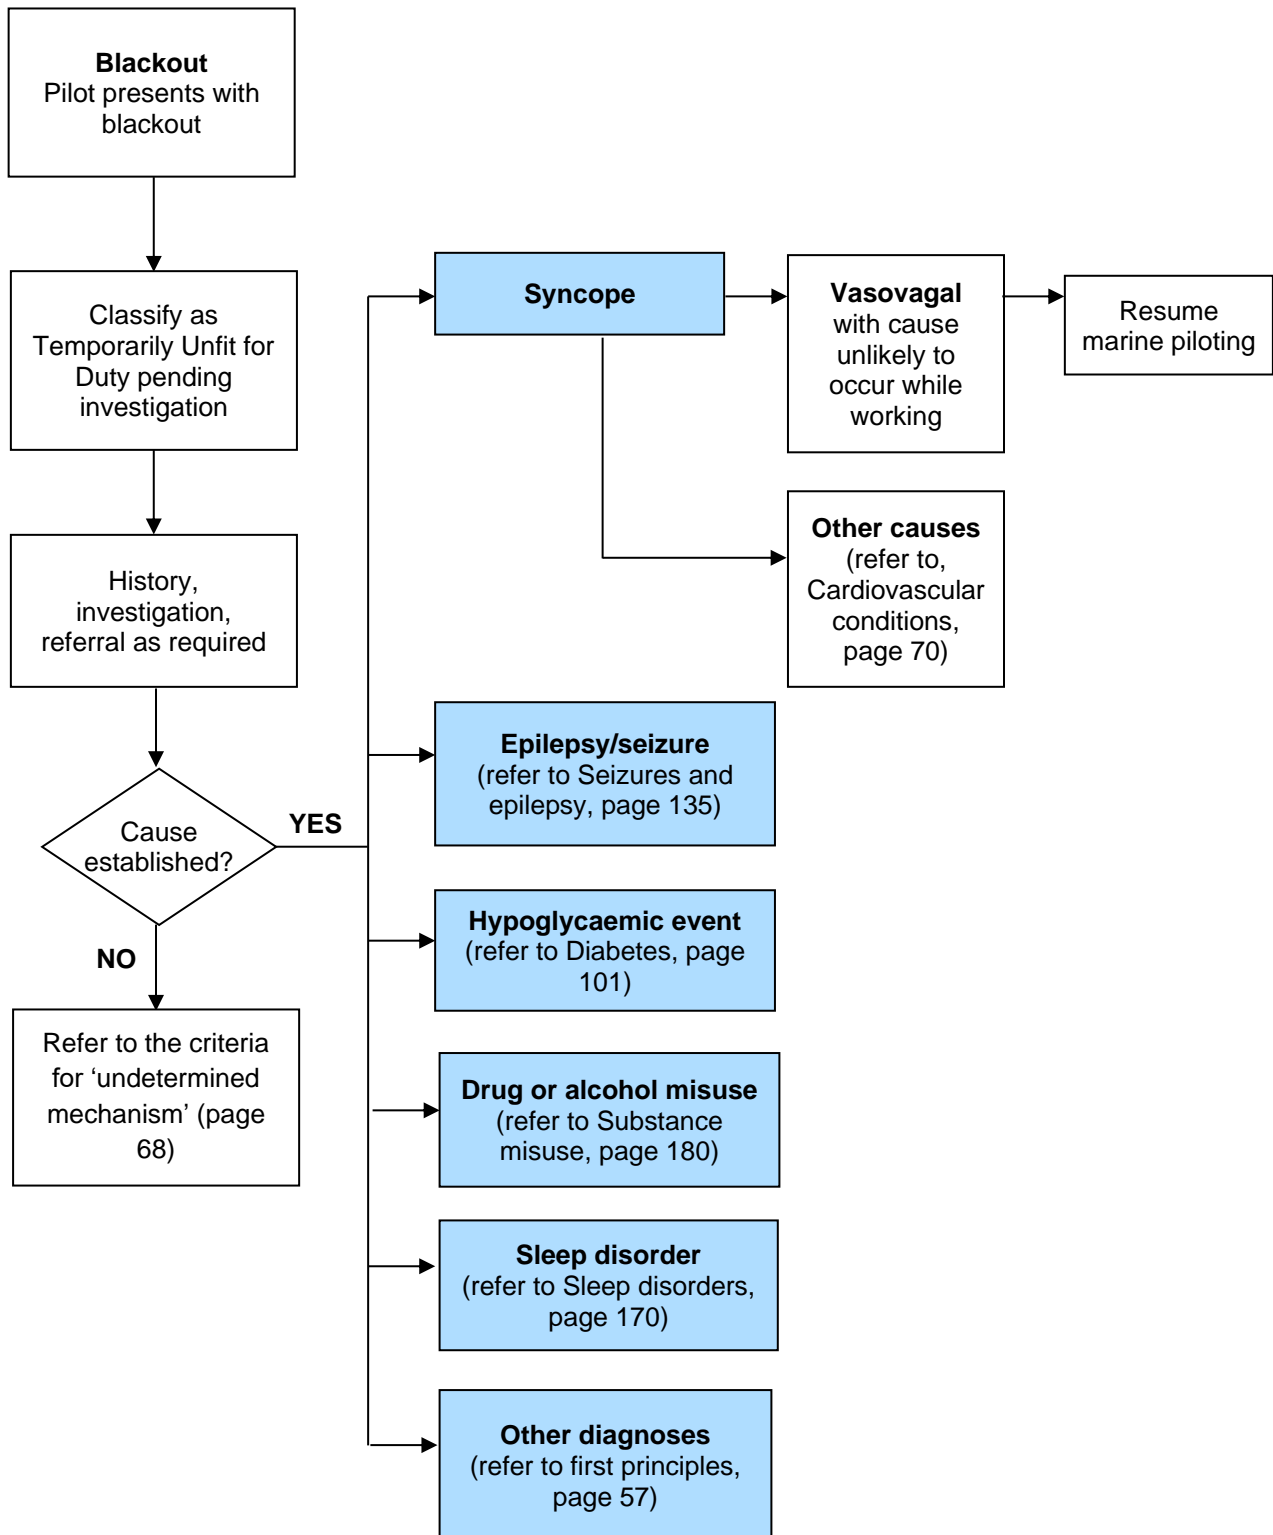 Blackout
Pilot presents with
blackout
Classify as
Temporarily Unfit for
Duty pending
investigation
History,
investigation,
referral as required
Cause
established?
YES
NO
Refer to the criteria
for ‘undetermined
mechanism’ (page
68)
Syncope
Vasovagal
with cause
unlikely to
occur while
working
Resume
marine piloting
Other causes
(refer to,
Cardiovascular
conditions,
page 70)
Epilepsy/seizure
(refer to Seizures and
epilepsy, page 135)
Hypoglycaemic event
(refer to Diabetes, page
101)
Drug or alcohol misuse
(refer to Substance
misuse, page 180)
Sleep disorder
(refer to Sleep disorders,
page 170)
Other diagnoses
(refer to first principles,
page 57)